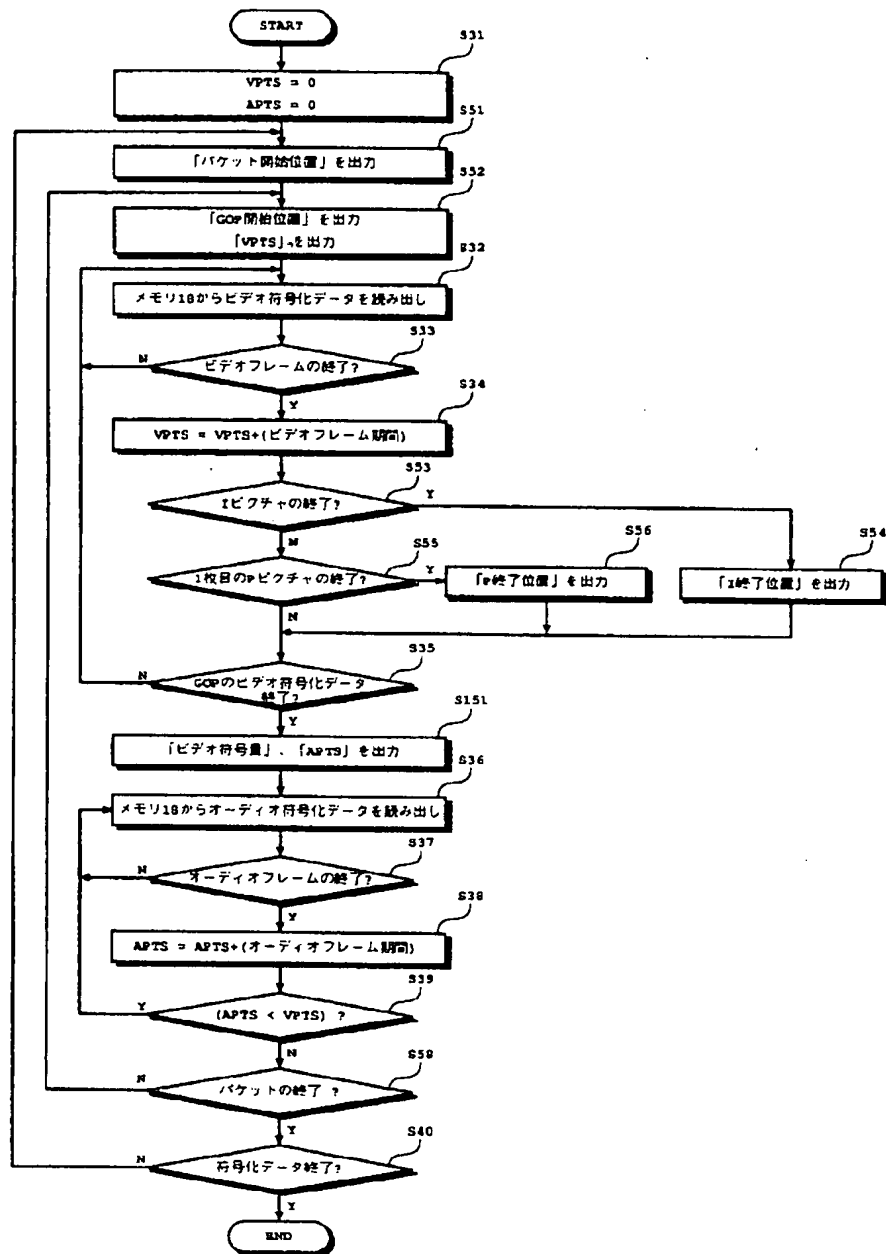 START
S31
VPTS = 0
APTS = 0
S51
「パケット開始位置」を出力
S52
「GOP開始位置」を出力
「VPTS」を出力
S32
メモリ18からビデオ符号化データを読み出し
S33
ビデオフレームの終了?
N
Y
S34
VPTS = VPTS+(ビデオフレーム期間)
S53
Iピクチャの終了?
Y
N
S55
1枚目のPピクチャの終了?
Y
N
S56
「P終了位置」を出力
S54
「I終了位置」を出力
S35
GOPのビデオ符号化データ
終了?
N
Y
S151
「ビデオ符号量」、「APTS」を出力
S36
メモリ18からオーディオ符号化データを読み出し
S37
オーディオフレームの終了?
N
Y
S38
APTS = APTS+(オーディオフレーム期間)
S39
(APTS < VPTS) ?
Y
N
S58
パケットの終了 ?
N
Y
S40
符号化データ終了?
N
Y
END